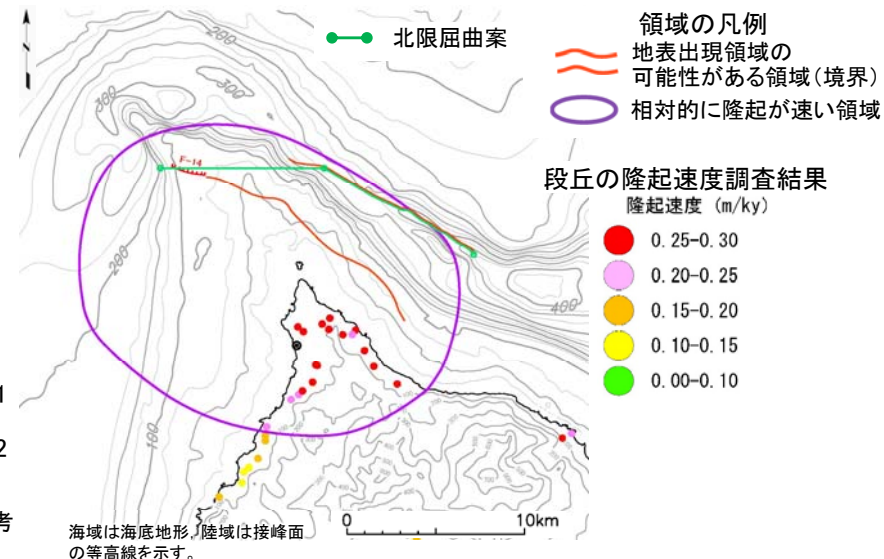 N
北限屈曲案
領域の凡例
地表出現領域の
可能性がある領域(境界)
相対的に隆起が速い領域
段丘の隆起速度調査結果
隆起速度 (m/ky)
0.25-0.30
0.20-0.25
0.15-0.20
0.10-0.15
0.00-0.10
200
300
300
F-14
200
400
100
1
2
考
0
10km
海域は海底地形,陸域は接峰面
の等高線を示す。